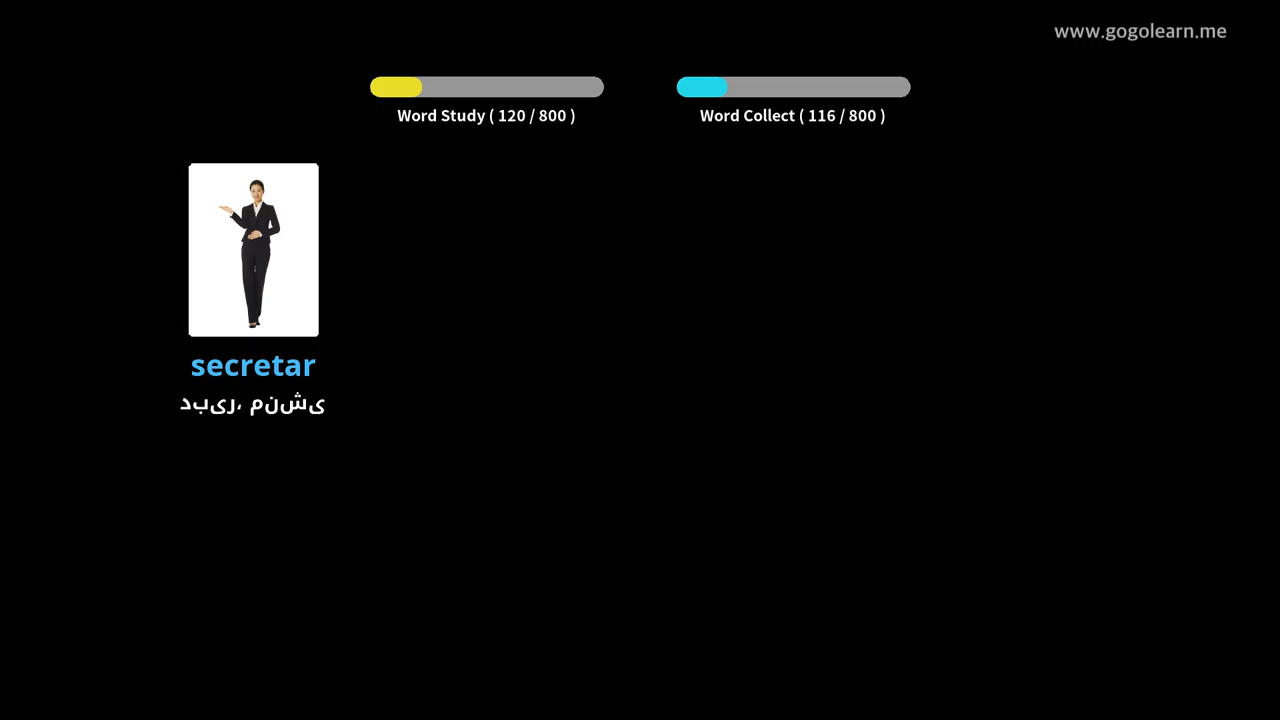 www.gogolearn.me
Word Study ( 120 / 800 )
Word Collect ( 116 / 800 )
secretar
دبیر، منشی